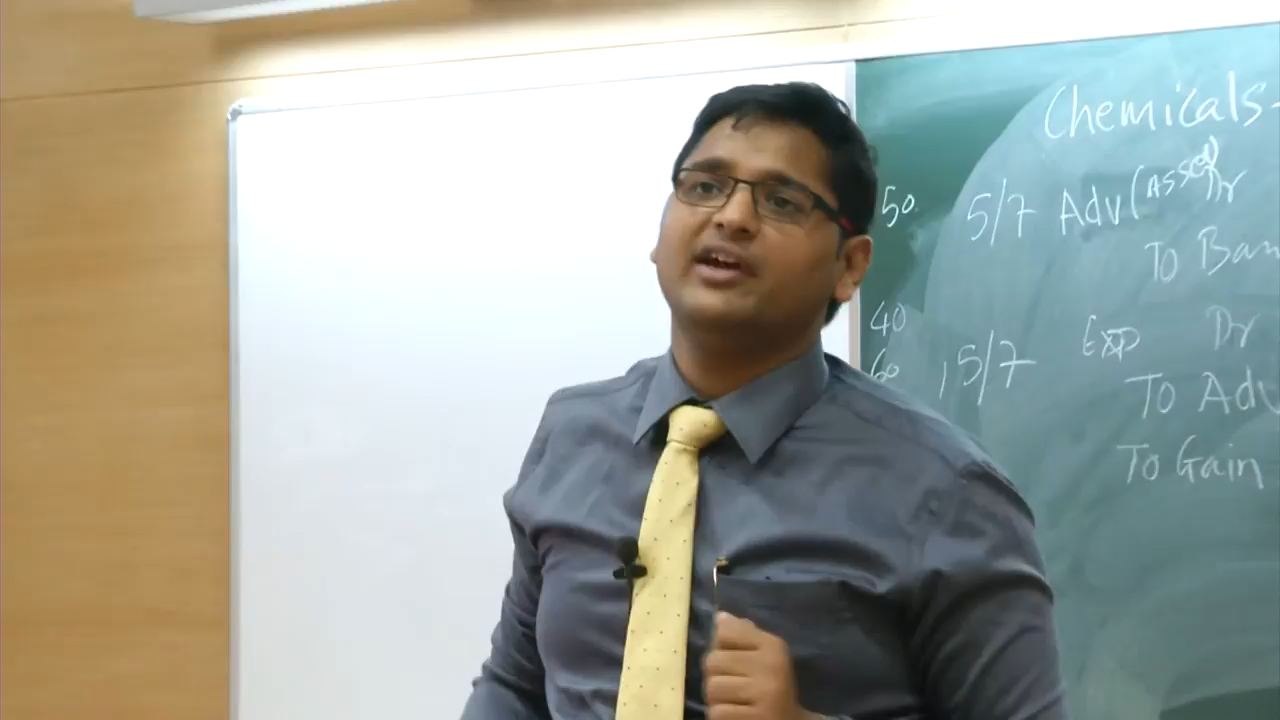 Chemicals-
50 5/7 Adv (Asset) Dr
To Ban
40 Exp Dr
60 15/7
To Adv
To Gain